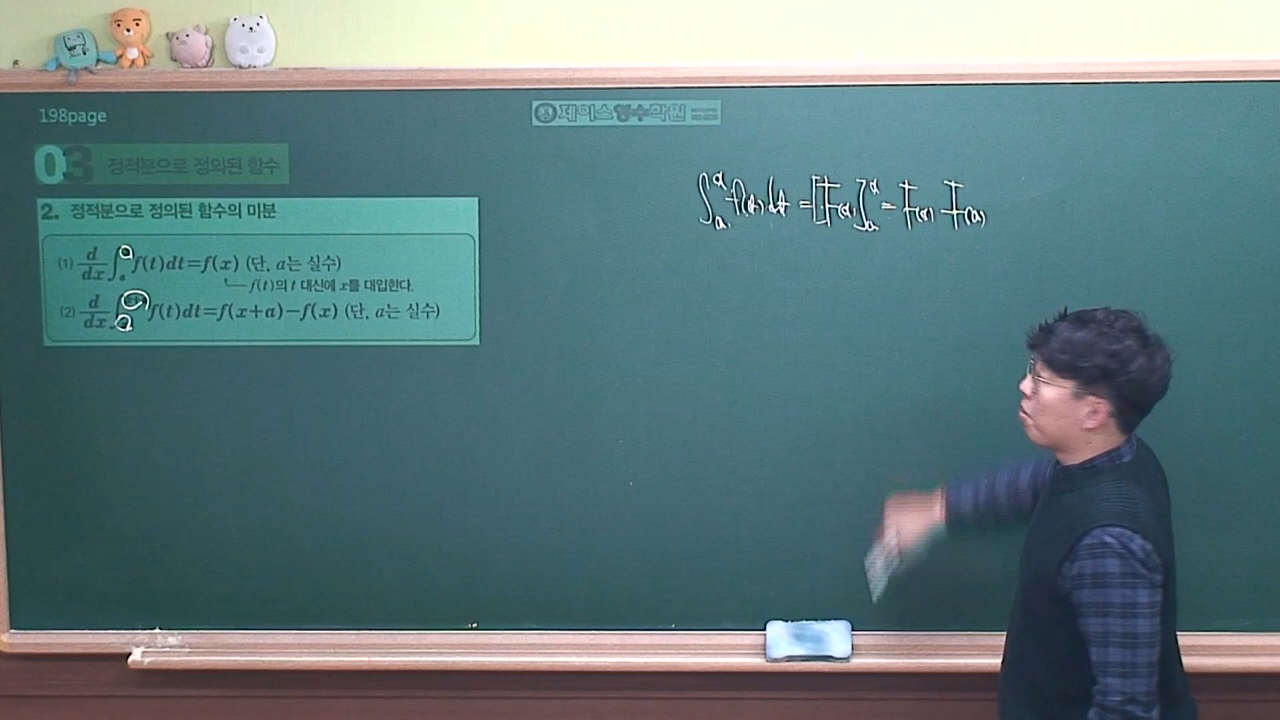 198page
제이스영수학원
03 정적분으로 정의된 함수
2. 정적분으로 정의된 함수의 미분
(1) d/dx ∫ₐ f(t)dt=f(x) (단, a는 실수)
f(t)의 t 대신에 x를 대입한다.
(2) d/dx ∫ f(t)dt=f(x+a)-f(x) (단, a는 실수)
∫ₐˣ f(t)dt = [F(t)]ₐˣ = F(x) - F(a)